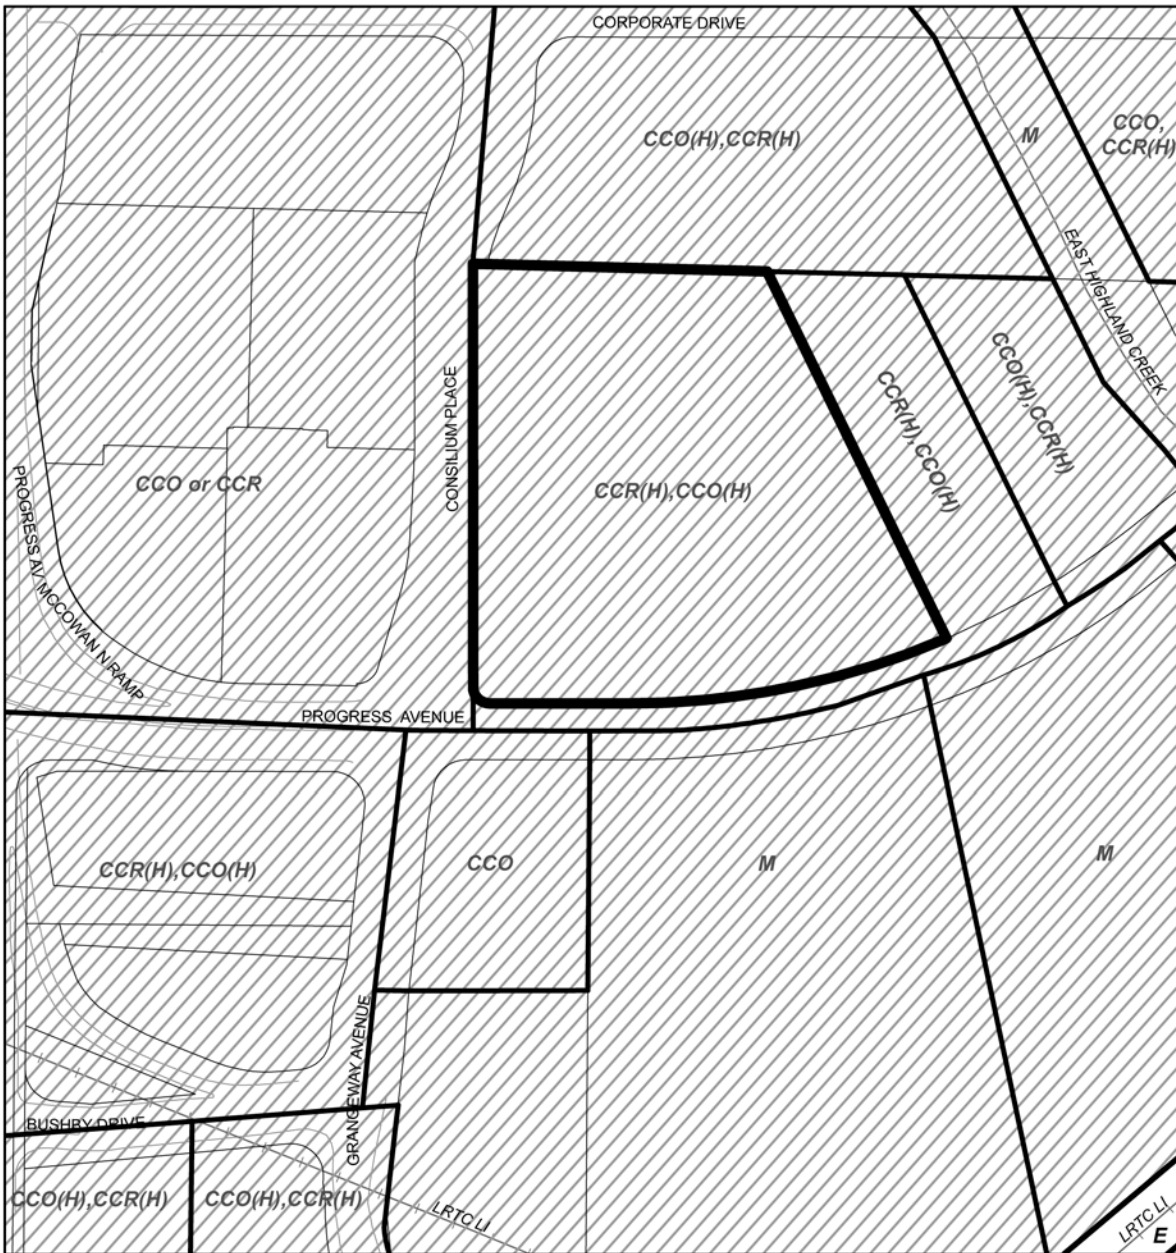 CORPORATE DRIVE
CCO(H),CCR(H)
M
CCO,
CCR(H)
EAST HIGHLAND CREEK
CONSILIUM PLACE
CCO(H),CCR(H)
CCR(H),CCO(H)
CCO or CCR
CCR(H),CCO(H)
PROGRESS AV MCCOWAN N RAMP
PROGRESS AVENUE
CCR(H),CCO(H)
CCO
M
M
GRANGEWAY AVENUE
BUSHBY DRIVE
CCO(H),CCR(H)
CCO(H),CCR(H)
LRTC LI
LRTC LI
E